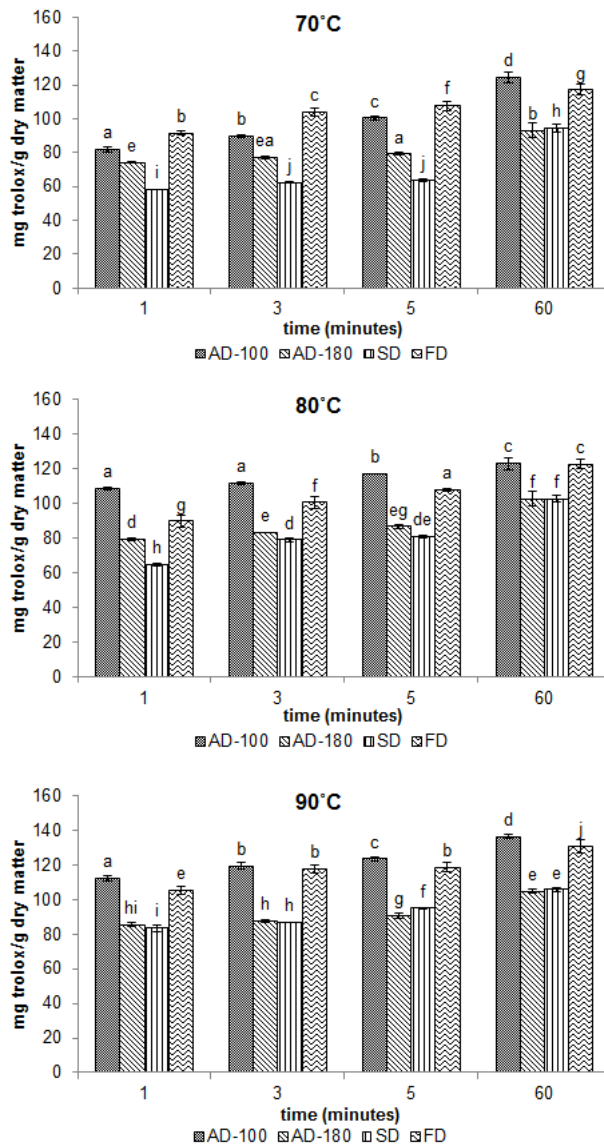 70˚C
mg trolox/g dry matter
160
140
120
100
80
60
40
20
0
a e i b
b ea j c
c a j f
d b h g
1 3 5 60
time (minutes)
AD-100 AD-180 SD FD
80˚C
mg trolox/g dry matter
160
140
120
100
80
60
40
20
0
a d h g
a e d f
b eg de a
c f f c
1 3 5 60
time (minutes)
AD-100 AD-180 SD FD
90˚C
mg trolox/g dry matter
160
140
120
100
80
60
40
20
0
a hi i e
b h h b
c g f b
d e e j
1 3 5 60
time (minutes)
AD-100 AD-180 SD FD